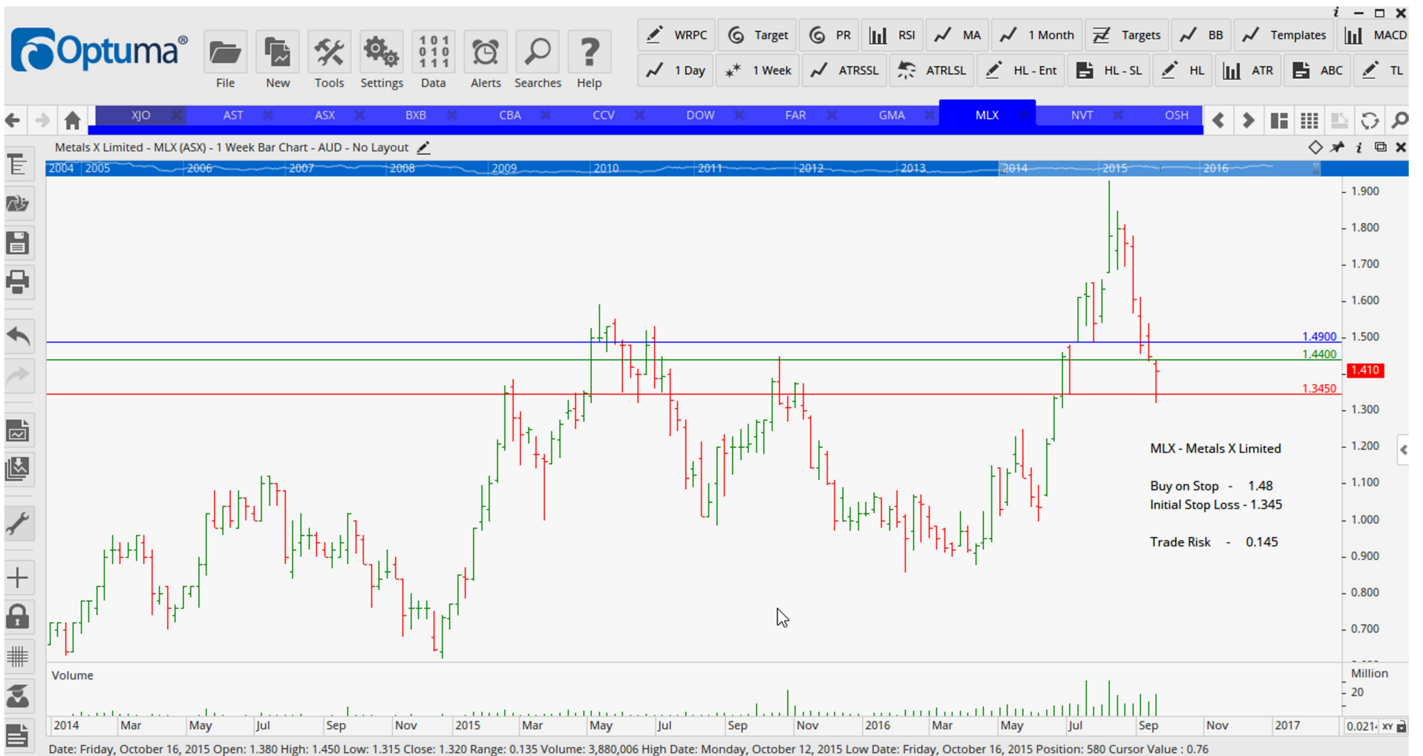 i
Optuma®
File New Tools Settings Data Alerts Searches Help
101
010
111
WRPC Target PR RSI MA 1 Month Targets BB Templates MACD
1 Day 1 Week ATRSSL ATRLSL HL - Ent HL - SL HL ATR ABC TL
XJO AST ASX BXB CBA CCV DOW FAR GMA MLX NVT OSH
Metals X Limited - MLX (ASX) - 1 Week Bar Chart - AUD - No Layout
2004 2005 2006 2007 2008 2009 2010 2011 2012 2013 2014 2015 2016
1.900
1.800
1.700
1.600
1.4900 1.500
1.4400
1.410
1.3450
1.300
MLX - Metals X Limited 1.200
Buy on Stop - 1.48 1.100
Initial Stop Loss - 1.345
1.000
Trade Risk - 0.145
0.900
0.800
0.700
Volume Million
20
2014 Mar May Jul Sep Nov 2015 Mar May Jul Sep Nov 2016 Mar May Jul Sep Nov 2017 XY
Date: Friday, October 16, 2015 Open: 1.380 High: 1.450 Low: 1.315 Close: 1.320 Range: 0.135 Volume: 3,880,006 High Date: Monday, October 12, 2015 Low Date: Friday, October 16, 2015 Position: 580 Cursor Value : 0.76